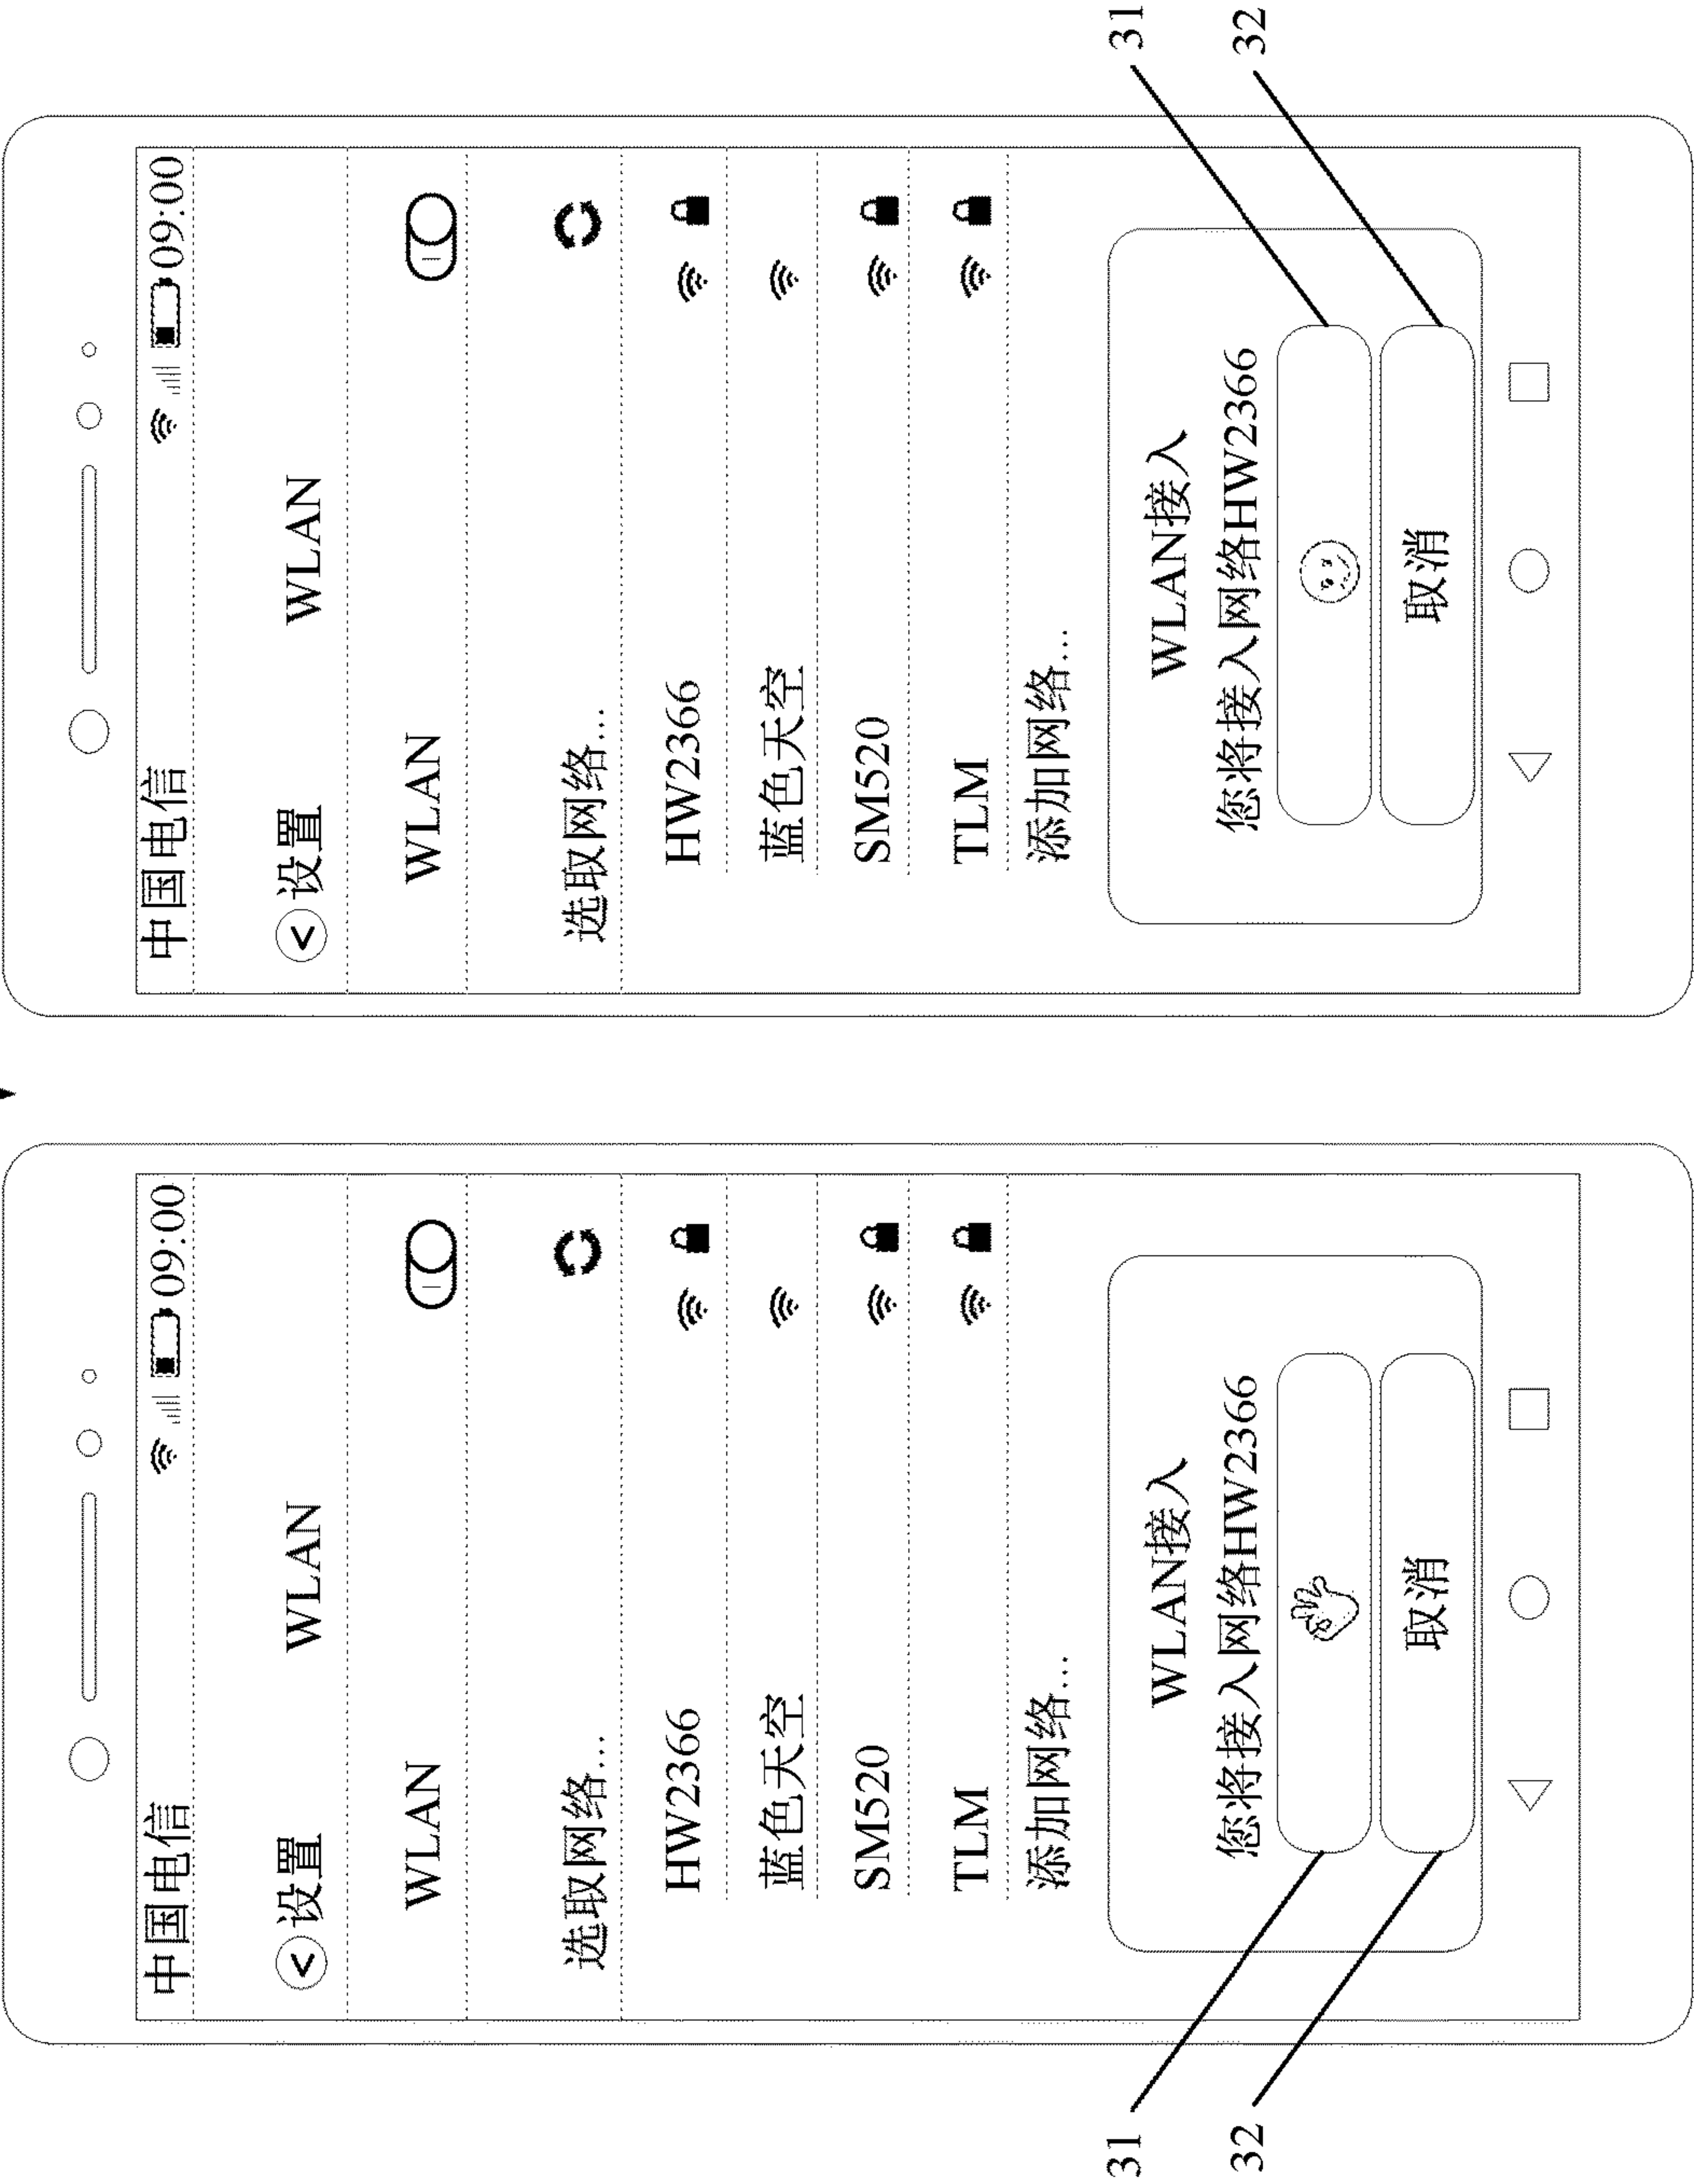 中国电信 09:00
< 设置 WLAN
WLAN
选取网络...
HW2366
蓝色天空
SM520
TLM
添加网络...
WLAN接入
您将接入网络HW2366
取消
31
32
中国电信 09:00
< 设置 WLAN
WLAN
选取网络...
HW2366
蓝色天空
SM520
TLM
添加网络...
WLAN接入
您将接入网络HW2366
取消
31
32